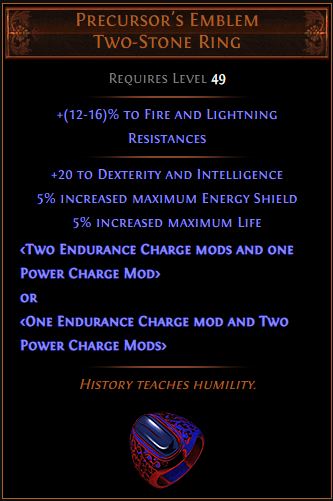 Precursor's Emblem
Two-Stone Ring
Requires Level 49
+(12-16)% to Fire and Lightning
Resistances
+20 to Dexterity and Intelligence
5% increased maximum Energy Shield
5% increased maximum Life
<Two Endurance Charge mods and one
Power Charge Mod>
or
<One Endurance Charge mod and Two
Power Charge Mods>
History teaches humility.